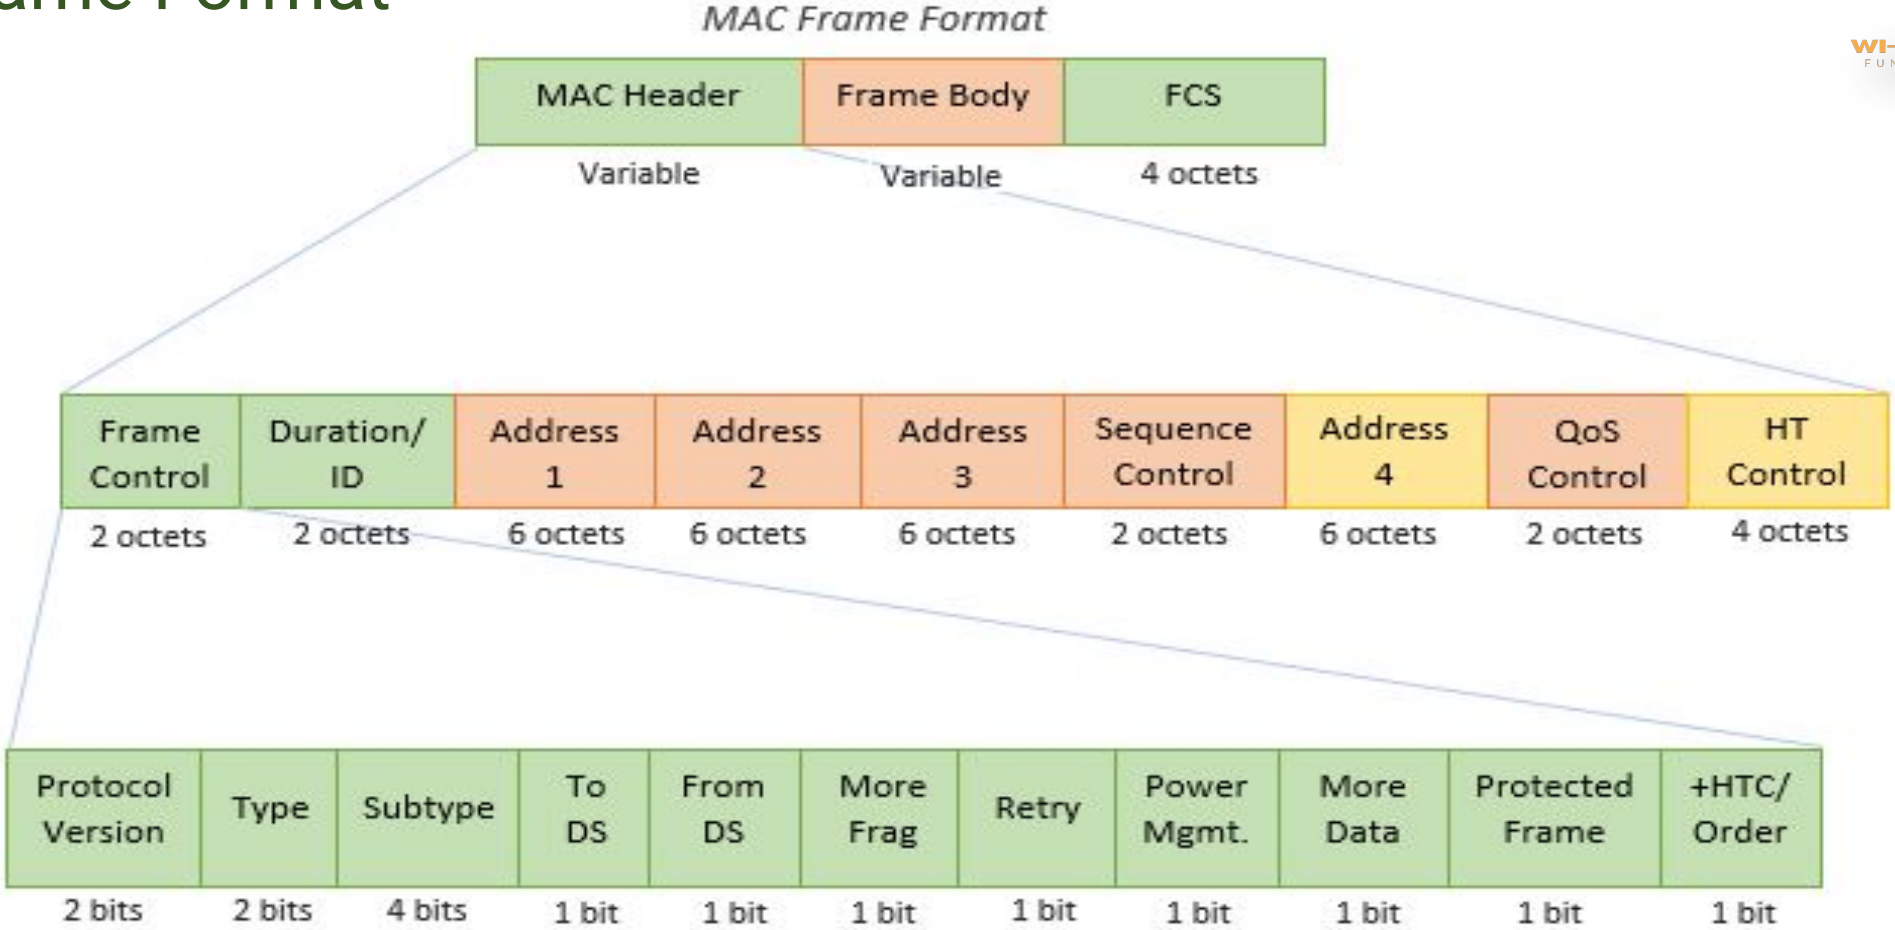 ame Format
MAC Frame Format
WI-
FUN
MAC Header Frame Body FCS
Variable Variable 4 octets
Frame Control Duration/ ID Address 1 Address 2 Address 3 Sequence Control Address 4 QoS Control HT Control
2 octets 2 octets 6 octets 6 octets 6 octets 2 octets 6 octets 2 octets 4 octets
Protocol Version Type Subtype To DS From DS More Frag Retry Power Mgmt. More Data Protected Frame +HTC/ Order
2 bits 2 bits 4 bits 1 bit 1 bit 1 bit 1 bit 1 bit 1 bit 1 bit 1 bit